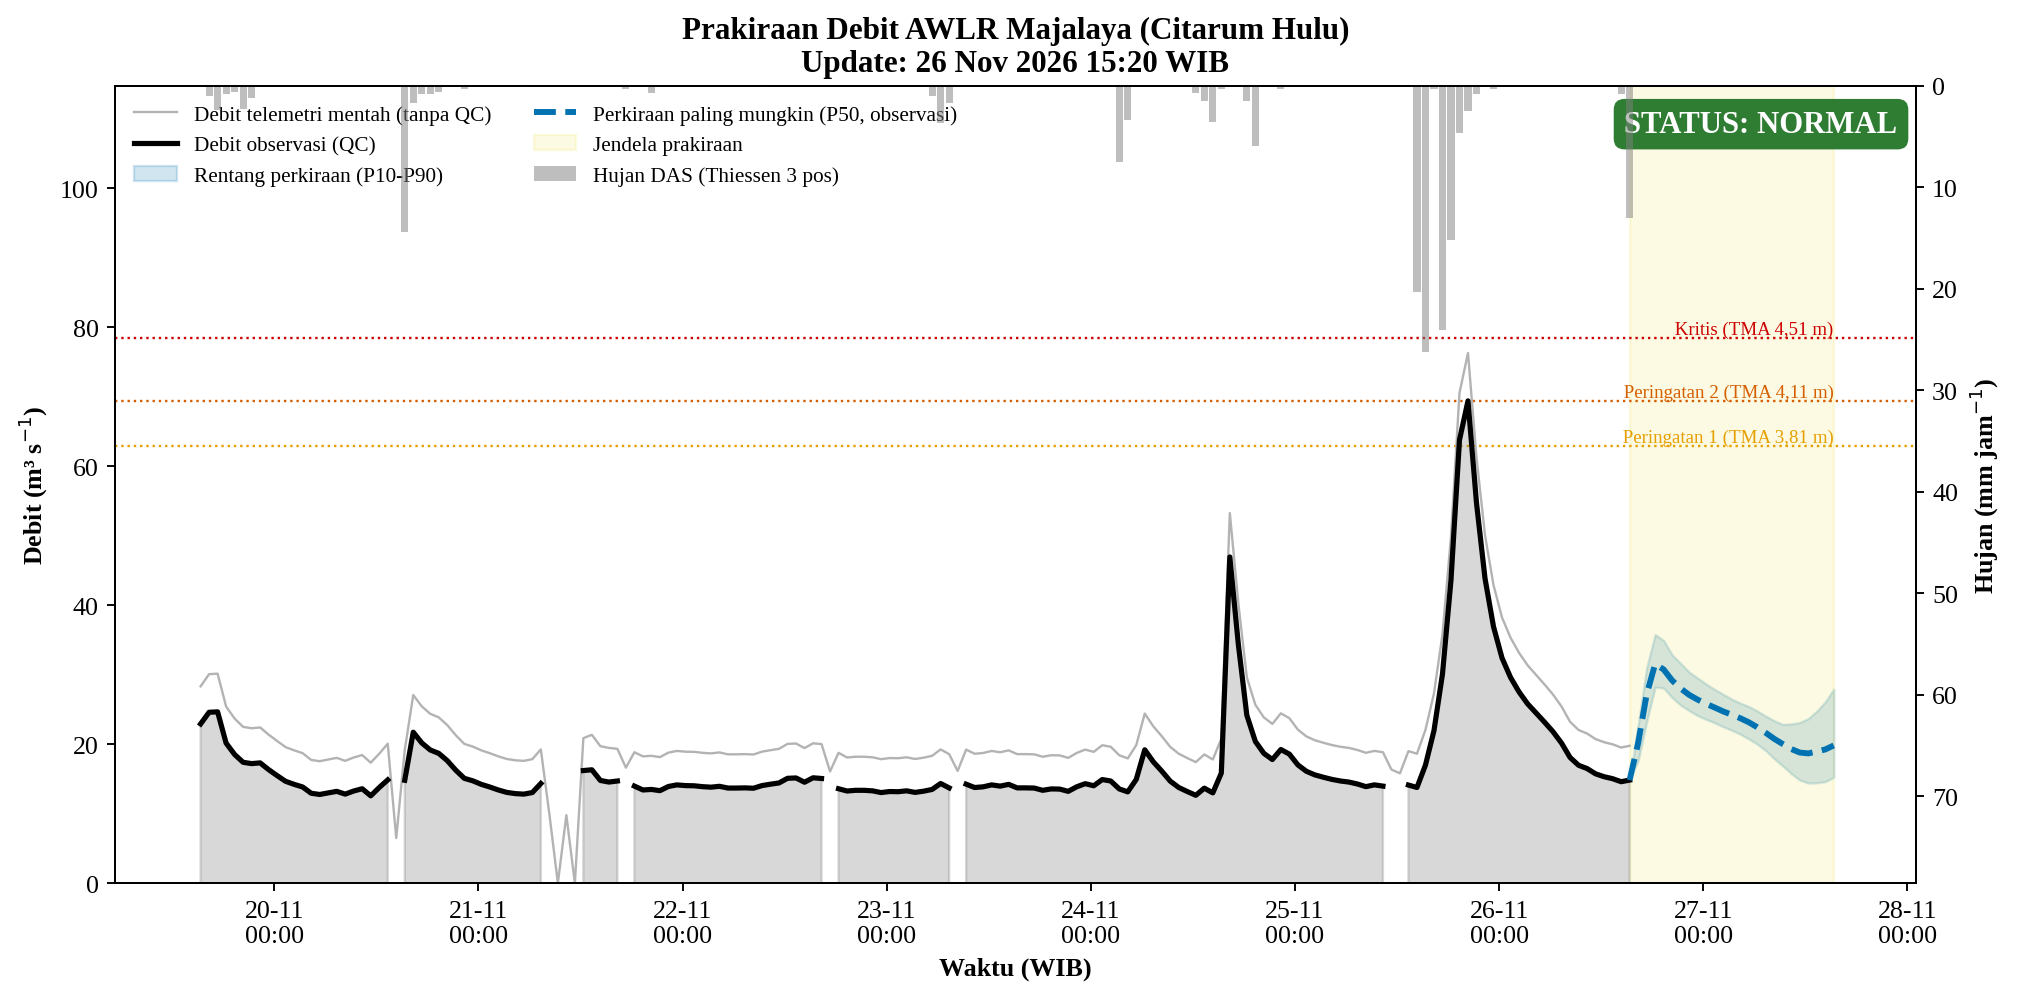 Prakiraan Debit AWLR Majalaya (Citarum Hulu)
Update: 26 Nov 2026 15:20 WIB
Debit telemetri mentah (tanpa QC)
Debit observasi (QC)
Rentang perkiraan (P10-P90)
Perkiraan paling mungkin (P50, observasi)
Jendela prakiraan
Hujan DAS (Thiessen 3 pos)
STATUS: NORMAL
Kritis (TMA 4,51 m)
Peringatan 2 (TMA 4,11 m)
Peringatan 1 (TMA 3,81 m)
Debit (m³ s⁻¹)
100
80
60
40
20
0
Hujan (mm jam⁻¹)
0
10
20
30
40
50
60
70
20-11
00:00
21-11
00:00
22-11
00:00
23-11
00:00
24-11
00:00
25-11
00:00
26-11
00:00
27-11
00:00
28-11
00:00
Waktu (WIB)